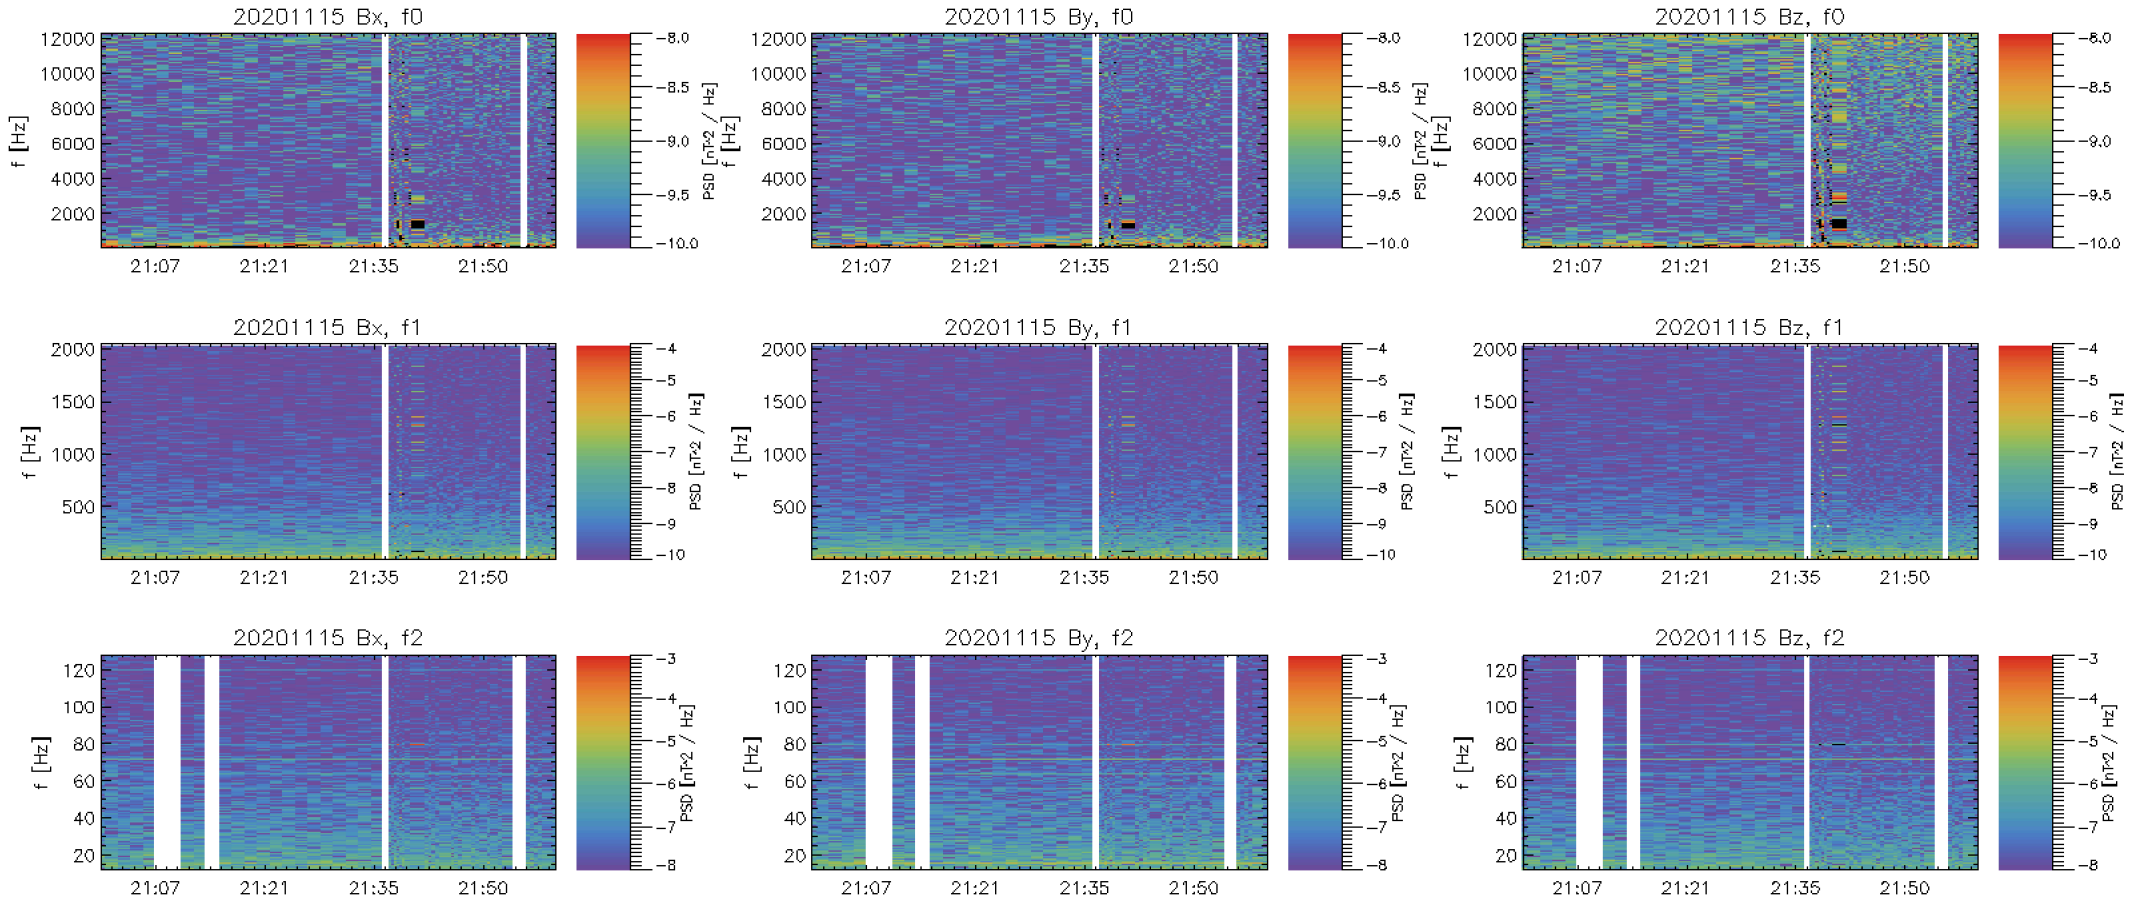 20201115 Bx, f0
12000
10000
8000
6000
4000
2000
f [Hz]
21:07 21:21 21:35 21:50
-8.0
-8.5
-9.0
-9.5
-10.0
PSD [nT^2 / Hz]
20201115 By, f0
12000
10000
8000
6000
4000
2000
f [Hz]
21:07 21:21 21:35 21:50
-8.0
-8.5
-9.0
-9.5
-10.0
PSD [nT^2 / Hz]
20201115 Bz, f0
12000
10000
8000
6000
4000
2000
f [Hz]
21:07 21:21 21:35 21:50
-8.0
-8.5
-9.0
-9.5
-10.0
20201115 Bx, f1
2000
1500
1000
500
f [Hz]
21:07 21:21 21:35 21:50
-4
-5
-6
-7
-8
-9
-10
PSD [nT^2 / Hz]
20201115 By, f1
2000
1500
1000
500
f [Hz]
21:07 21:21 21:35 21:50
-4
-5
-6
-7
-8
-9
-10
PSD [nT^2 / Hz]
20201115 Bz, f1
2000
1500
1000
500
f [Hz]
21:07 21:21 21:35 21:50
-4
-5
-6
-7
-8
-9
-10
PSD [nT^2 / Hz]
20201115 Bx, f2
120
100
80
60
40
20
f [Hz]
21:07 21:21 21:35 21:50
-3
-4
-5
-6
-7
-8
PSD [nT^2 / Hz]
20201115 By, f2
120
100
80
60
40
20
f [Hz]
21:07 21:21 21:35 21:50
-3
-4
-5
-6
-7
-8
PSD [nT^2 / Hz]
20201115 Bz, f2
120
100
80
60
40
20
f [Hz]
21:07 21:21 21:35 21:50
-3
-4
-5
-6
-7
-8
PSD [nT^2 / Hz]